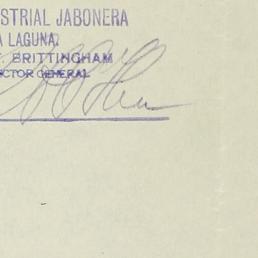 STRIAL JABONERA
A LAGUNA.
. BRITTINGHAM
CTOR GENERAL